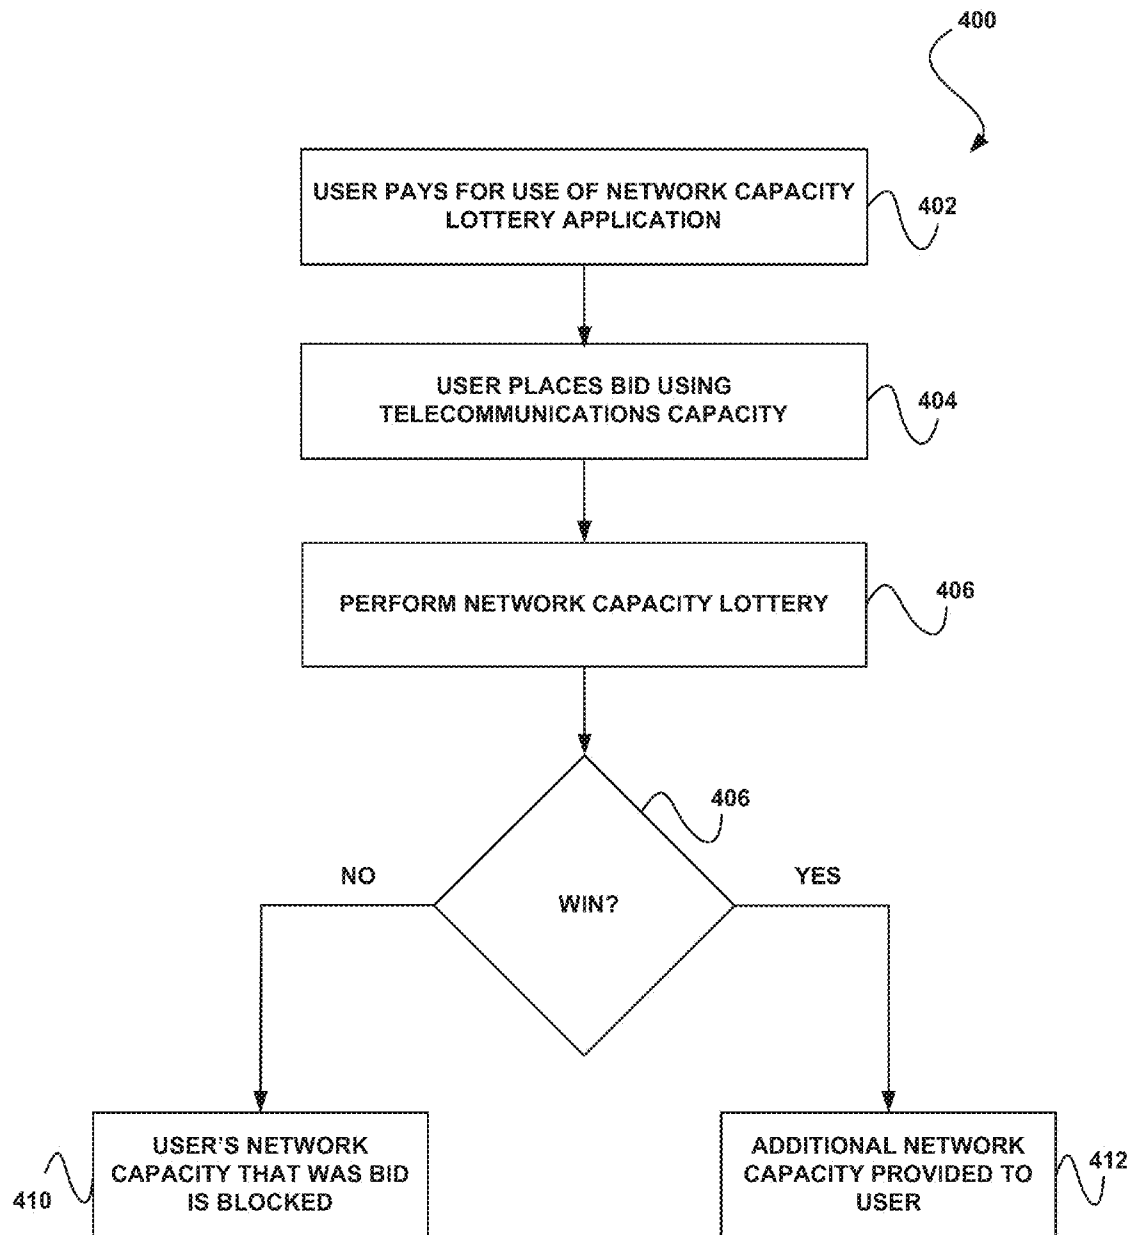 400
USER PAYS FOR USE OF NETWORK CAPACITY
LOTTERY APPLICATION
402
USER PLACES BID USING
TELECOMMUNICATIONS CAPACITY
404
PERFORM NETWORK CAPACITY LOTTERY
406
406
NO
YES
WIN?
USER'S NETWORK
CAPACITY THAT WAS BID
IS BLOCKED
410
ADDITIONAL NETWORK
CAPACITY PROVIDED TO
USER
412